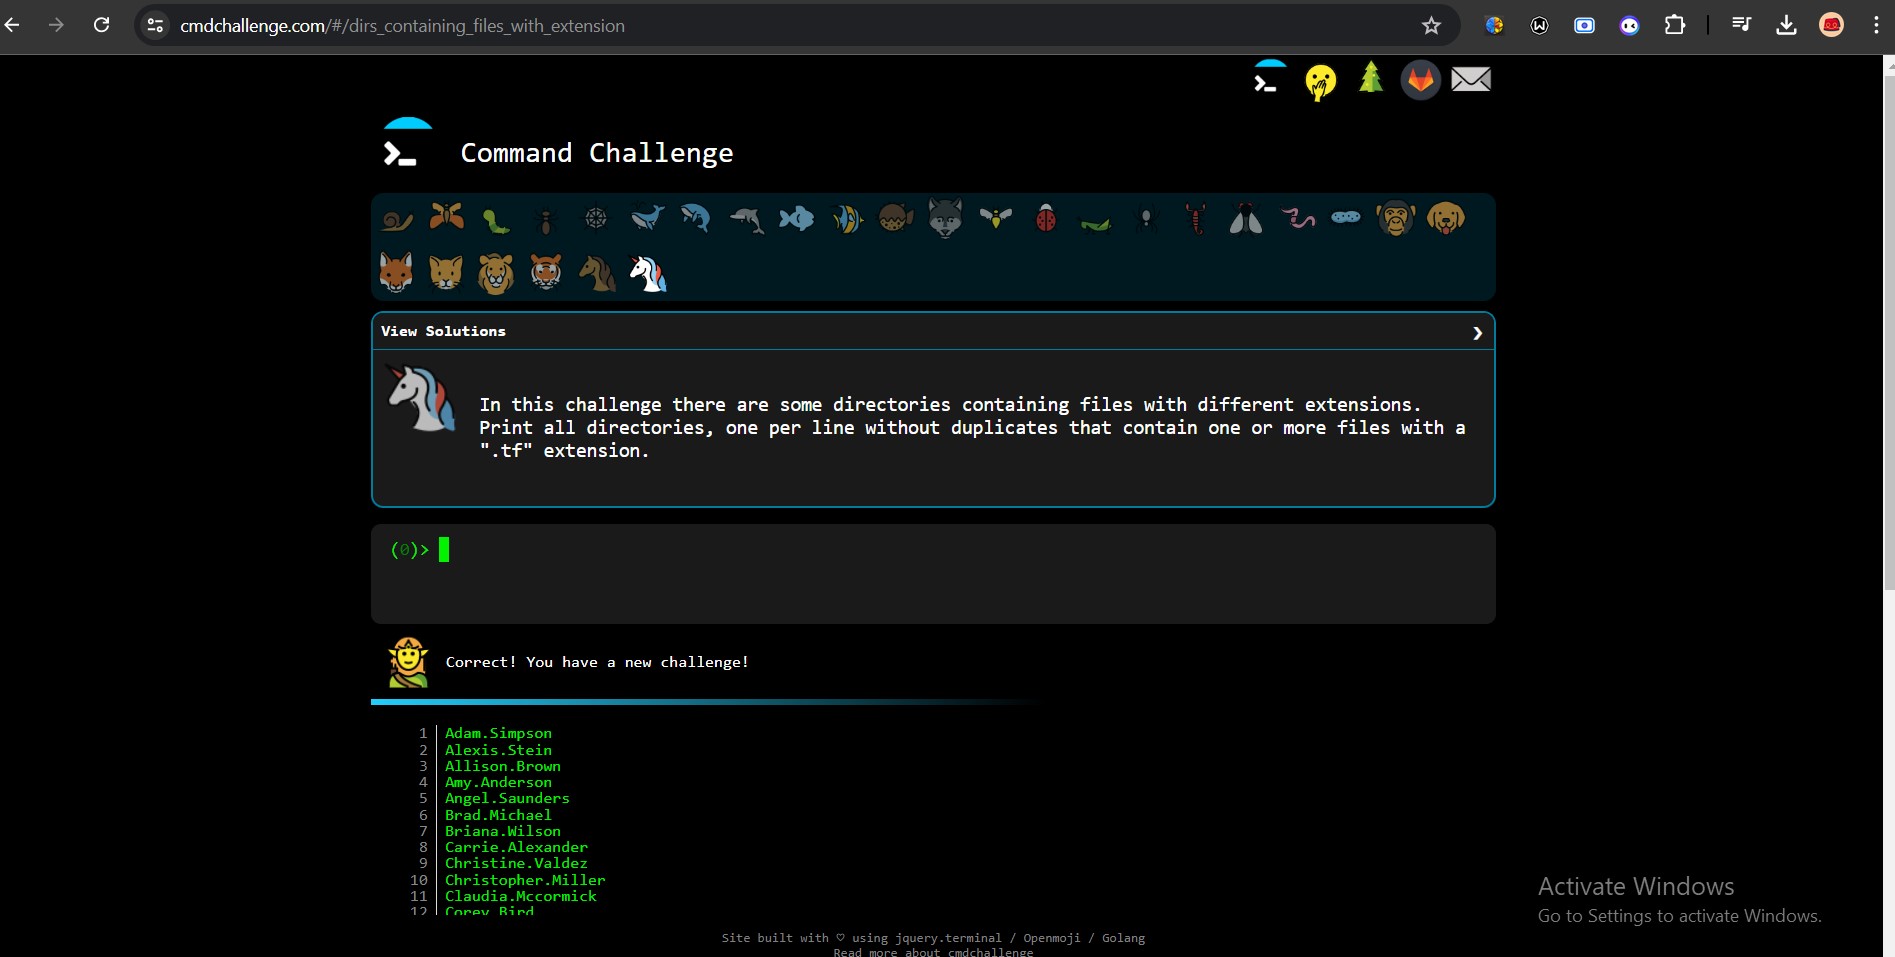 cmdchallenge.com/#/dirs_containing_files_with_extension
Command Challenge
View Solutions
In this challenge there are some directories containing files with different extensions.
Print all directories, one per line without duplicates that contain one or more files with a
".tf" extension.
(0)>
Correct! You have a new challenge!
1 Adam.Simpson
2 Alexis.Stein
3 Allison.Brown
4 Amy.Anderson
5 Angel.Saunders
6 Brad.Michael
7 Briana.Wilson
8 Carrie.Alexander
9 Christine.Valdez
10 Christopher.Miller
11 Claudia.Mccormick
12 Corey.Bird
Activate Windows
Go to Settings to activate Windows.
Site built with ♡ using jquery.terminal / Openmoji / Golang
Read more about cmdchallenge